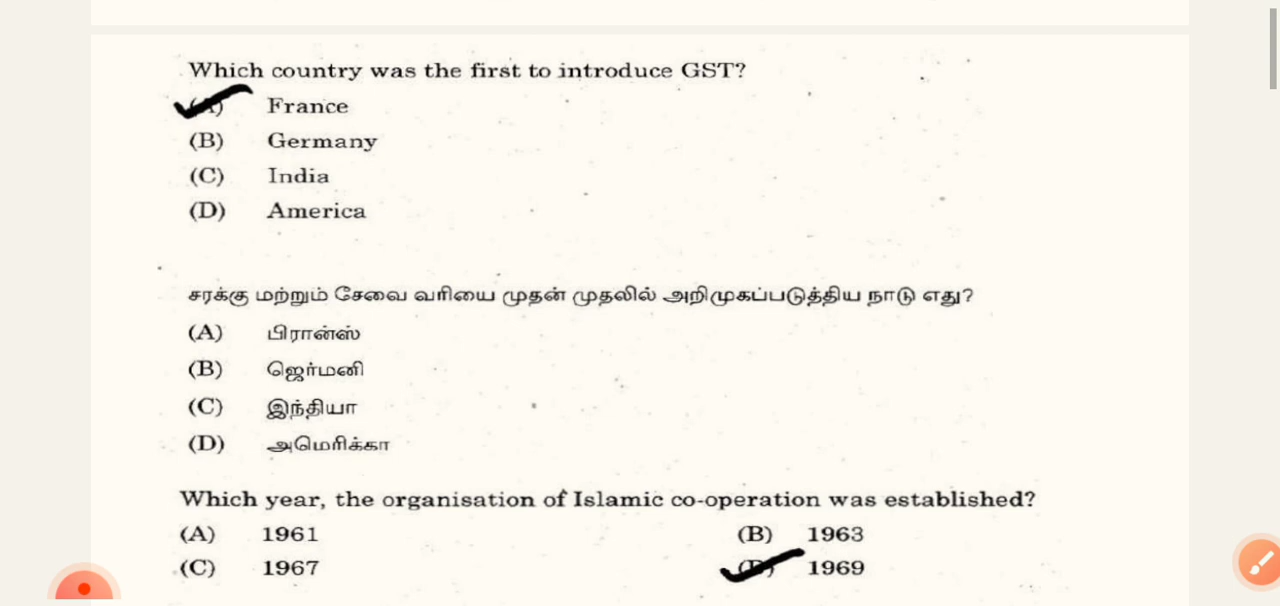 Which country was the first to introduce GST?
(A) France
(B) Germany
(C) India
(D) America
சரக்கு மற்றும் சேவை வரியை முதன் முதலில் அறிமுகப்படுத்திய நாடு எது?
(A) பிரான்ஸ்
(B) ஜெர்மனி
(C) இந்தியா
(D) அமெரிக்கா
Which year, the organisation of Islamic co-operation was established?
(A) 1961 (B) 1963
(C) 1967 (D) 1969